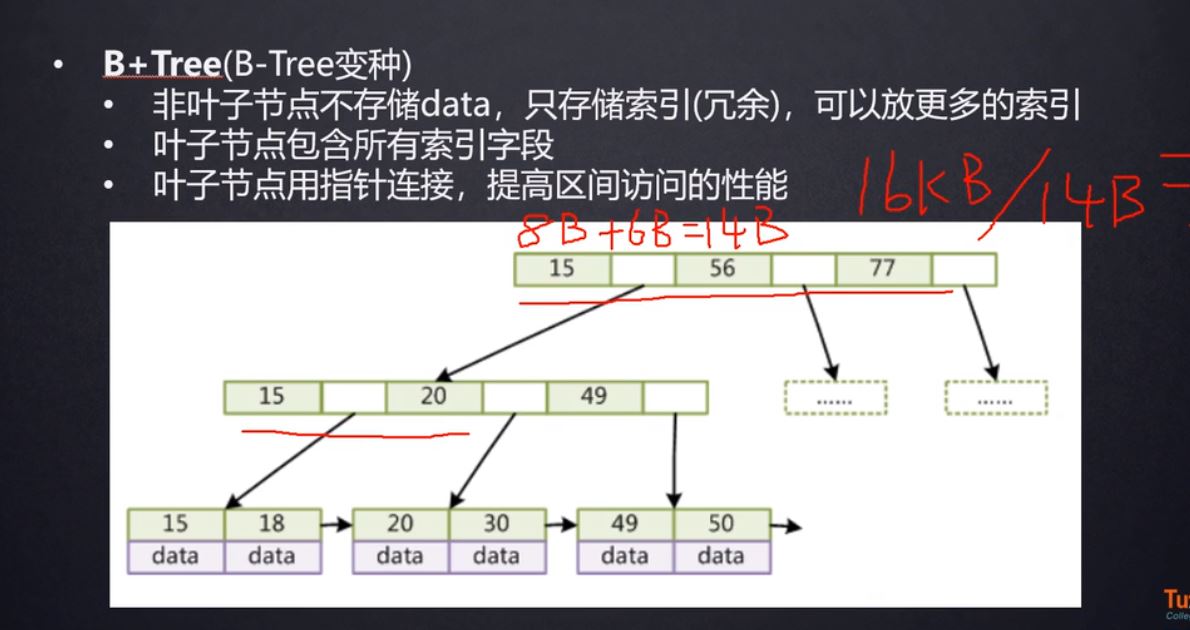 B+Tree(B-Tree变种)
非叶子节点不存储data，只存储索引(冗余)，可以放更多的索引
叶子节点包含所有索引字段
叶子节点用指针连接，提高区间访问的性能
16KB/14B=
8B+6B=14B
15 56 77
15 20 49 ...... ......
15 18 20 30 49 50
data data data data data data